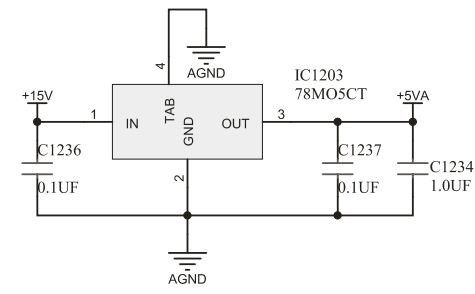 4
AGND
IC1203
78MO5CT
+15V
+5VA
1
IN
TAB
GND
OUT
3
C1236
0.1UF
2
C1237
0.1UF
C1234
1.0UF
AGND